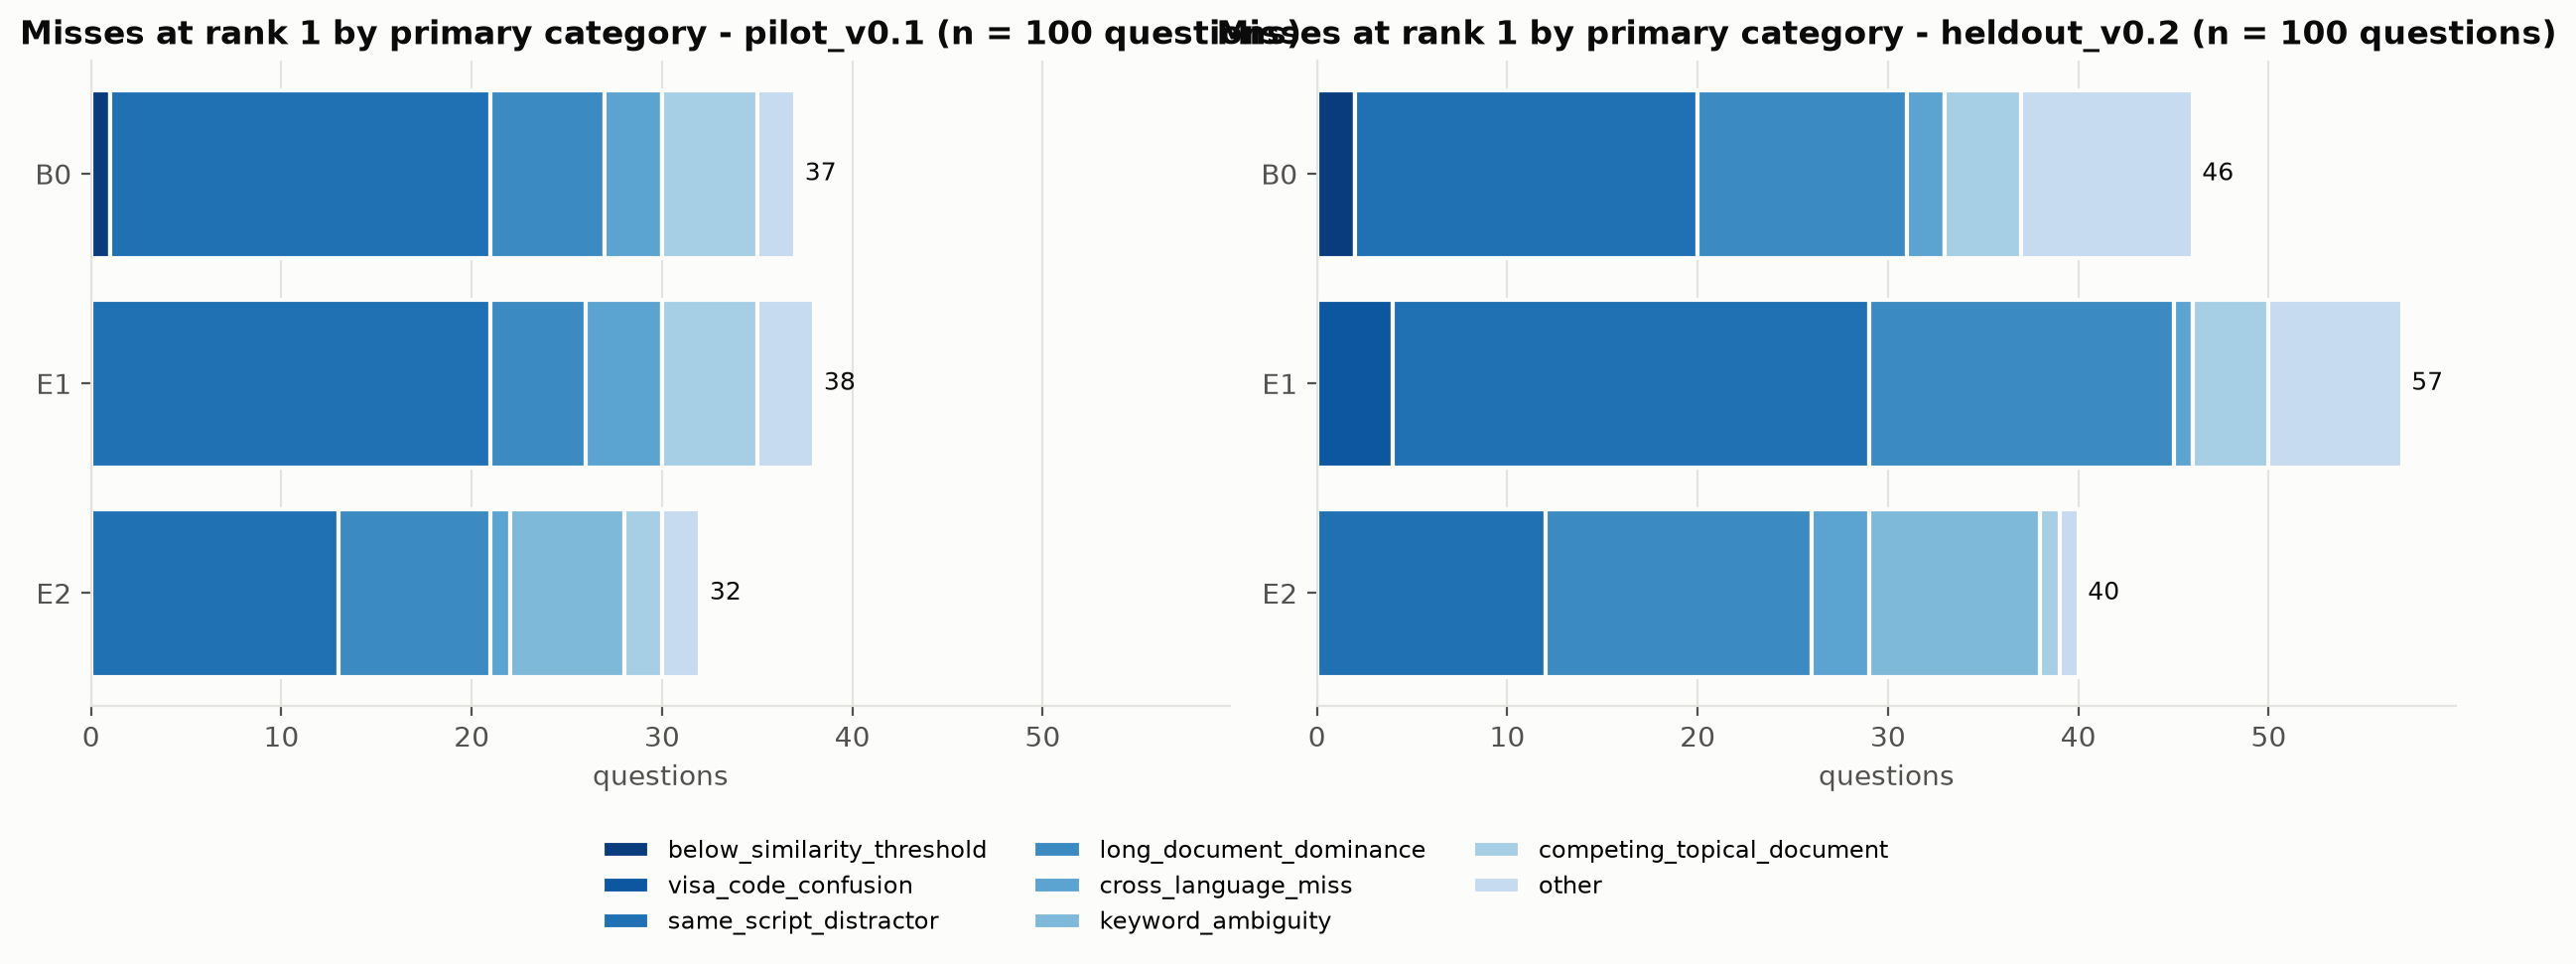 Misses at rank 1 by primary category - pilot_v0.1 (n = 100 questions)
Misses at rank 1 by primary category - heldout_v0.2 (n = 100 questions)
B0
37
E1
38
E2
32
0 10 20 30 40 50
questions
B0
46
E1
57
E2
40
0 10 20 30 40 50
questions
below_similarity_threshold
visa_code_confusion
same_script_distractor
long_document_dominance
cross_language_miss
keyword_ambiguity
competing_topical_document
other